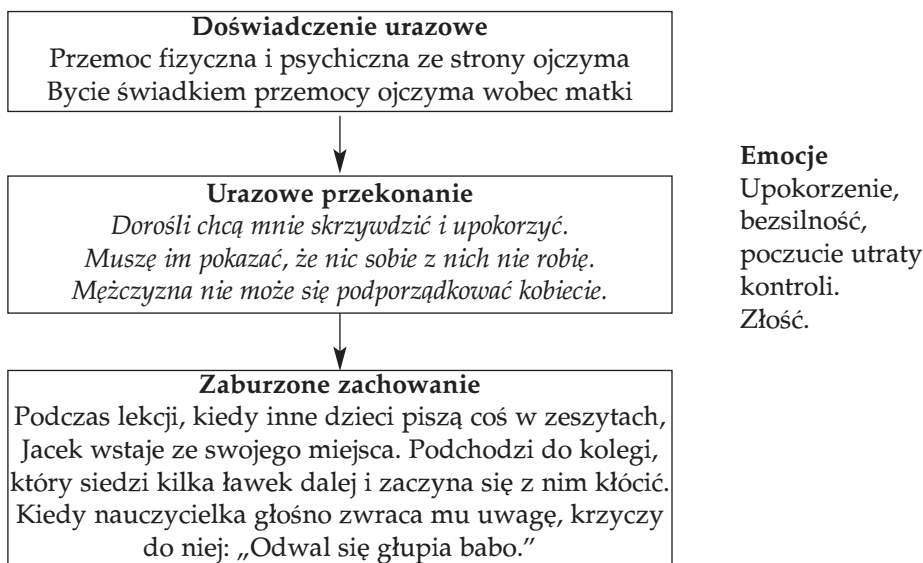 Doświadczenie urazowe
Przemoc fizyczna i psychiczna ze strony ojczyma
Bycie świadkiem przemocy ojczyma wobec matki
Urazowe przekonanie
Dorośli chcą mnie skrzywdzić i upokorzyć.
Muszę im pokazać, że nic sobie z nich nie robię.
Mężczyzna nie może się podporządkować kobiecie.
Emocje
Upokorzenie,
bezsilność,
poczucie utraty
kontroli.
Złość.
Zaburzone zachowanie
Podczas lekcji, kiedy inne dzieci piszą coś w zeszytach,
Jacek wstaje ze swojego miejsca. Podchodzi do kolegi,
który siedzi kilka ławek dalej i zaczyna się z nim kłócić.
Kiedy nauczycielka głośno zwraca mu uwagę, krzyczy
do niej: „Odwal się głupia babo.”